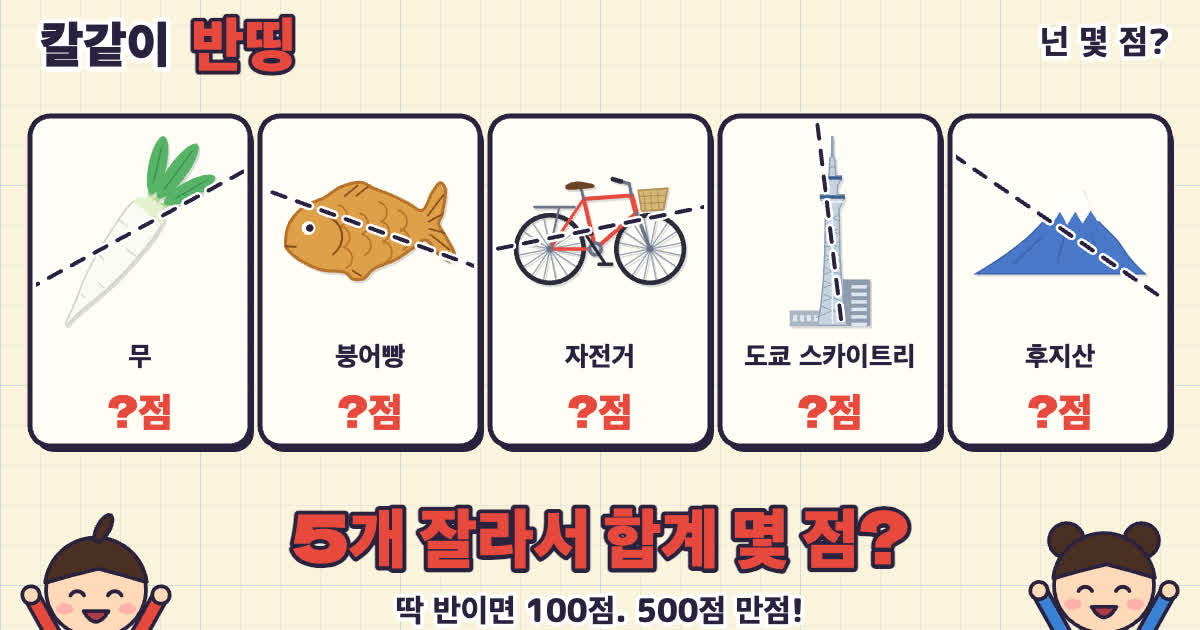 칼같이 반띵
넌 몇 점?
무
?점
붕어빵
?점
자전거
?점
도쿄 스카이트리
?점
후지산
?점
5개 잘라서 합계 몇 점?
딱 반이면 100점. 500점 만점!